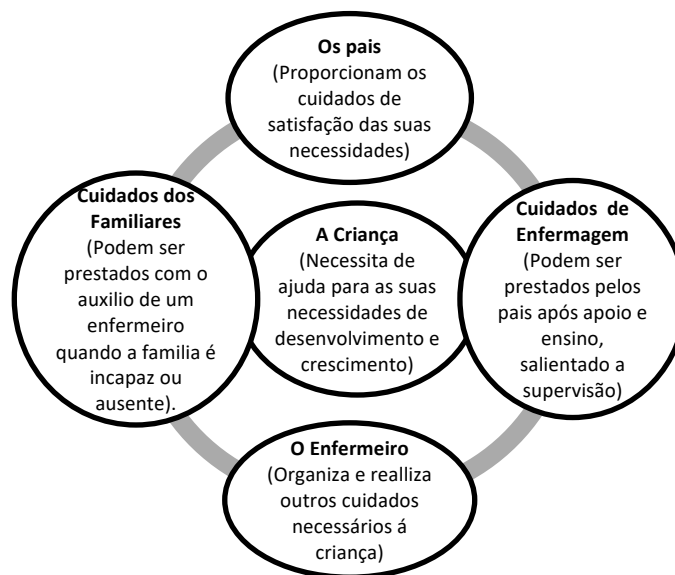 Os pais
(Proporcionam os
cuidados de
satisfação das suas
necessidades)
Cuidados dos
Familiares
(Podem ser
prestados com o
auxilio de um
enfermeiro
quando a familia é
incapaz ou
ausente).
A Criança
(Necessita de
ajuda para as suas
necessidades de
desenvolvimento e
crescimento)
Cuidados de
Enfermagem
(Podem ser
prestados pelos
pais após apoio e
ensino,
salientado a
supervisão)
O Enfermeiro
(Organiza e realliza
outros cuidados
necessários á
criança)